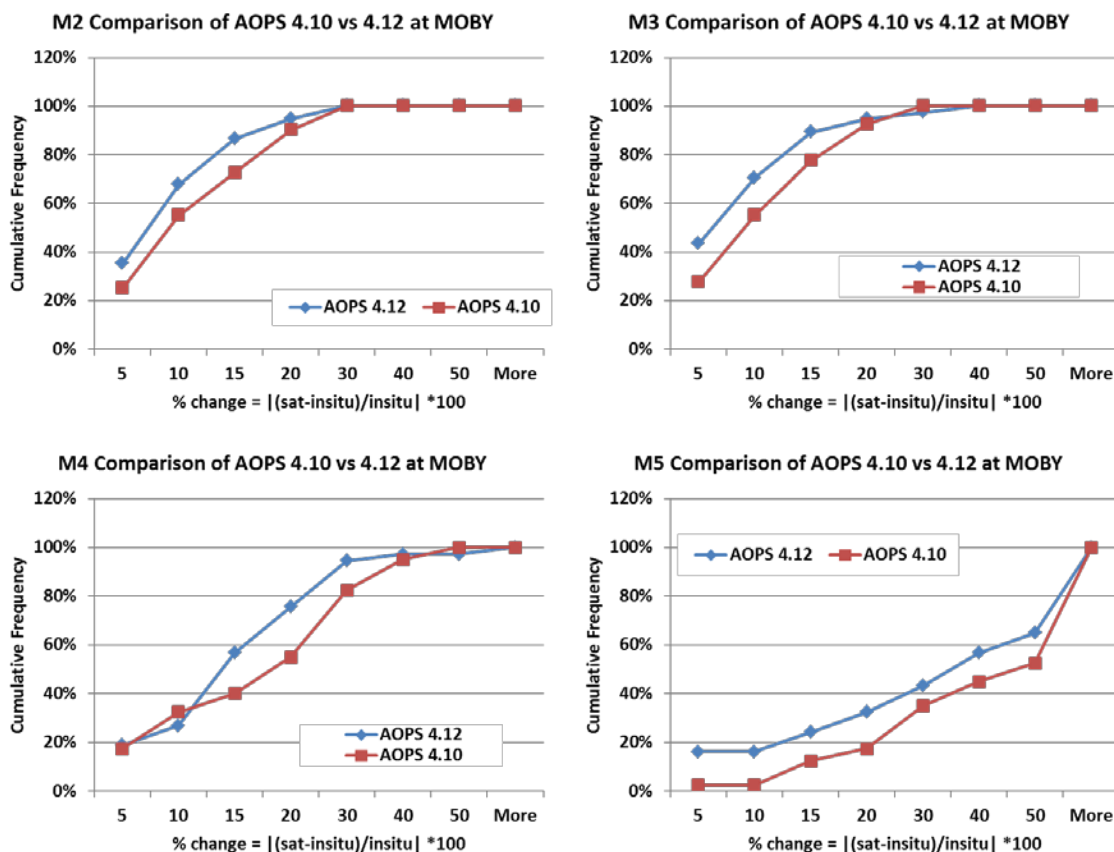 M2 Comparison of AOPS 4.10 vs 4.12 at MOBY
120%
100%
80%
60%
40%
20%
0%
Cumulative Frequency
AOPS 4.12 AOPS 4.10
5 10 15 20 30 40 50 More
% change = |(sat-insitu)/insitu| *100
M3 Comparison of AOPS 4.10 vs 4.12 at MOBY
120%
100%
80%
60%
40%
20%
0%
Cumulative Frequency
AOPS 4.12
AOPS 4.10
5 10 15 20 30 40 50 More
% change = |(sat-insitu)/insitu| *100
M4 Comparison of AOPS 4.10 vs 4.12 at MOBY
120%
100%
80%
60%
40%
20%
0%
Cumulative Frequency
AOPS 4.12
AOPS 4.10
5 10 15 20 30 40 50 More
% change = |(sat-insitu)/insitu| *100
M5 Comparison of AOPS 4.10 vs 4.12 at MOBY
120%
100%
80%
60%
40%
20%
0%
Cumulative Frequency
AOPS 4.12 AOPS 4.10
5 10 15 20 30 40 50 More
% change = |(sat-insitu)/insitu| *100